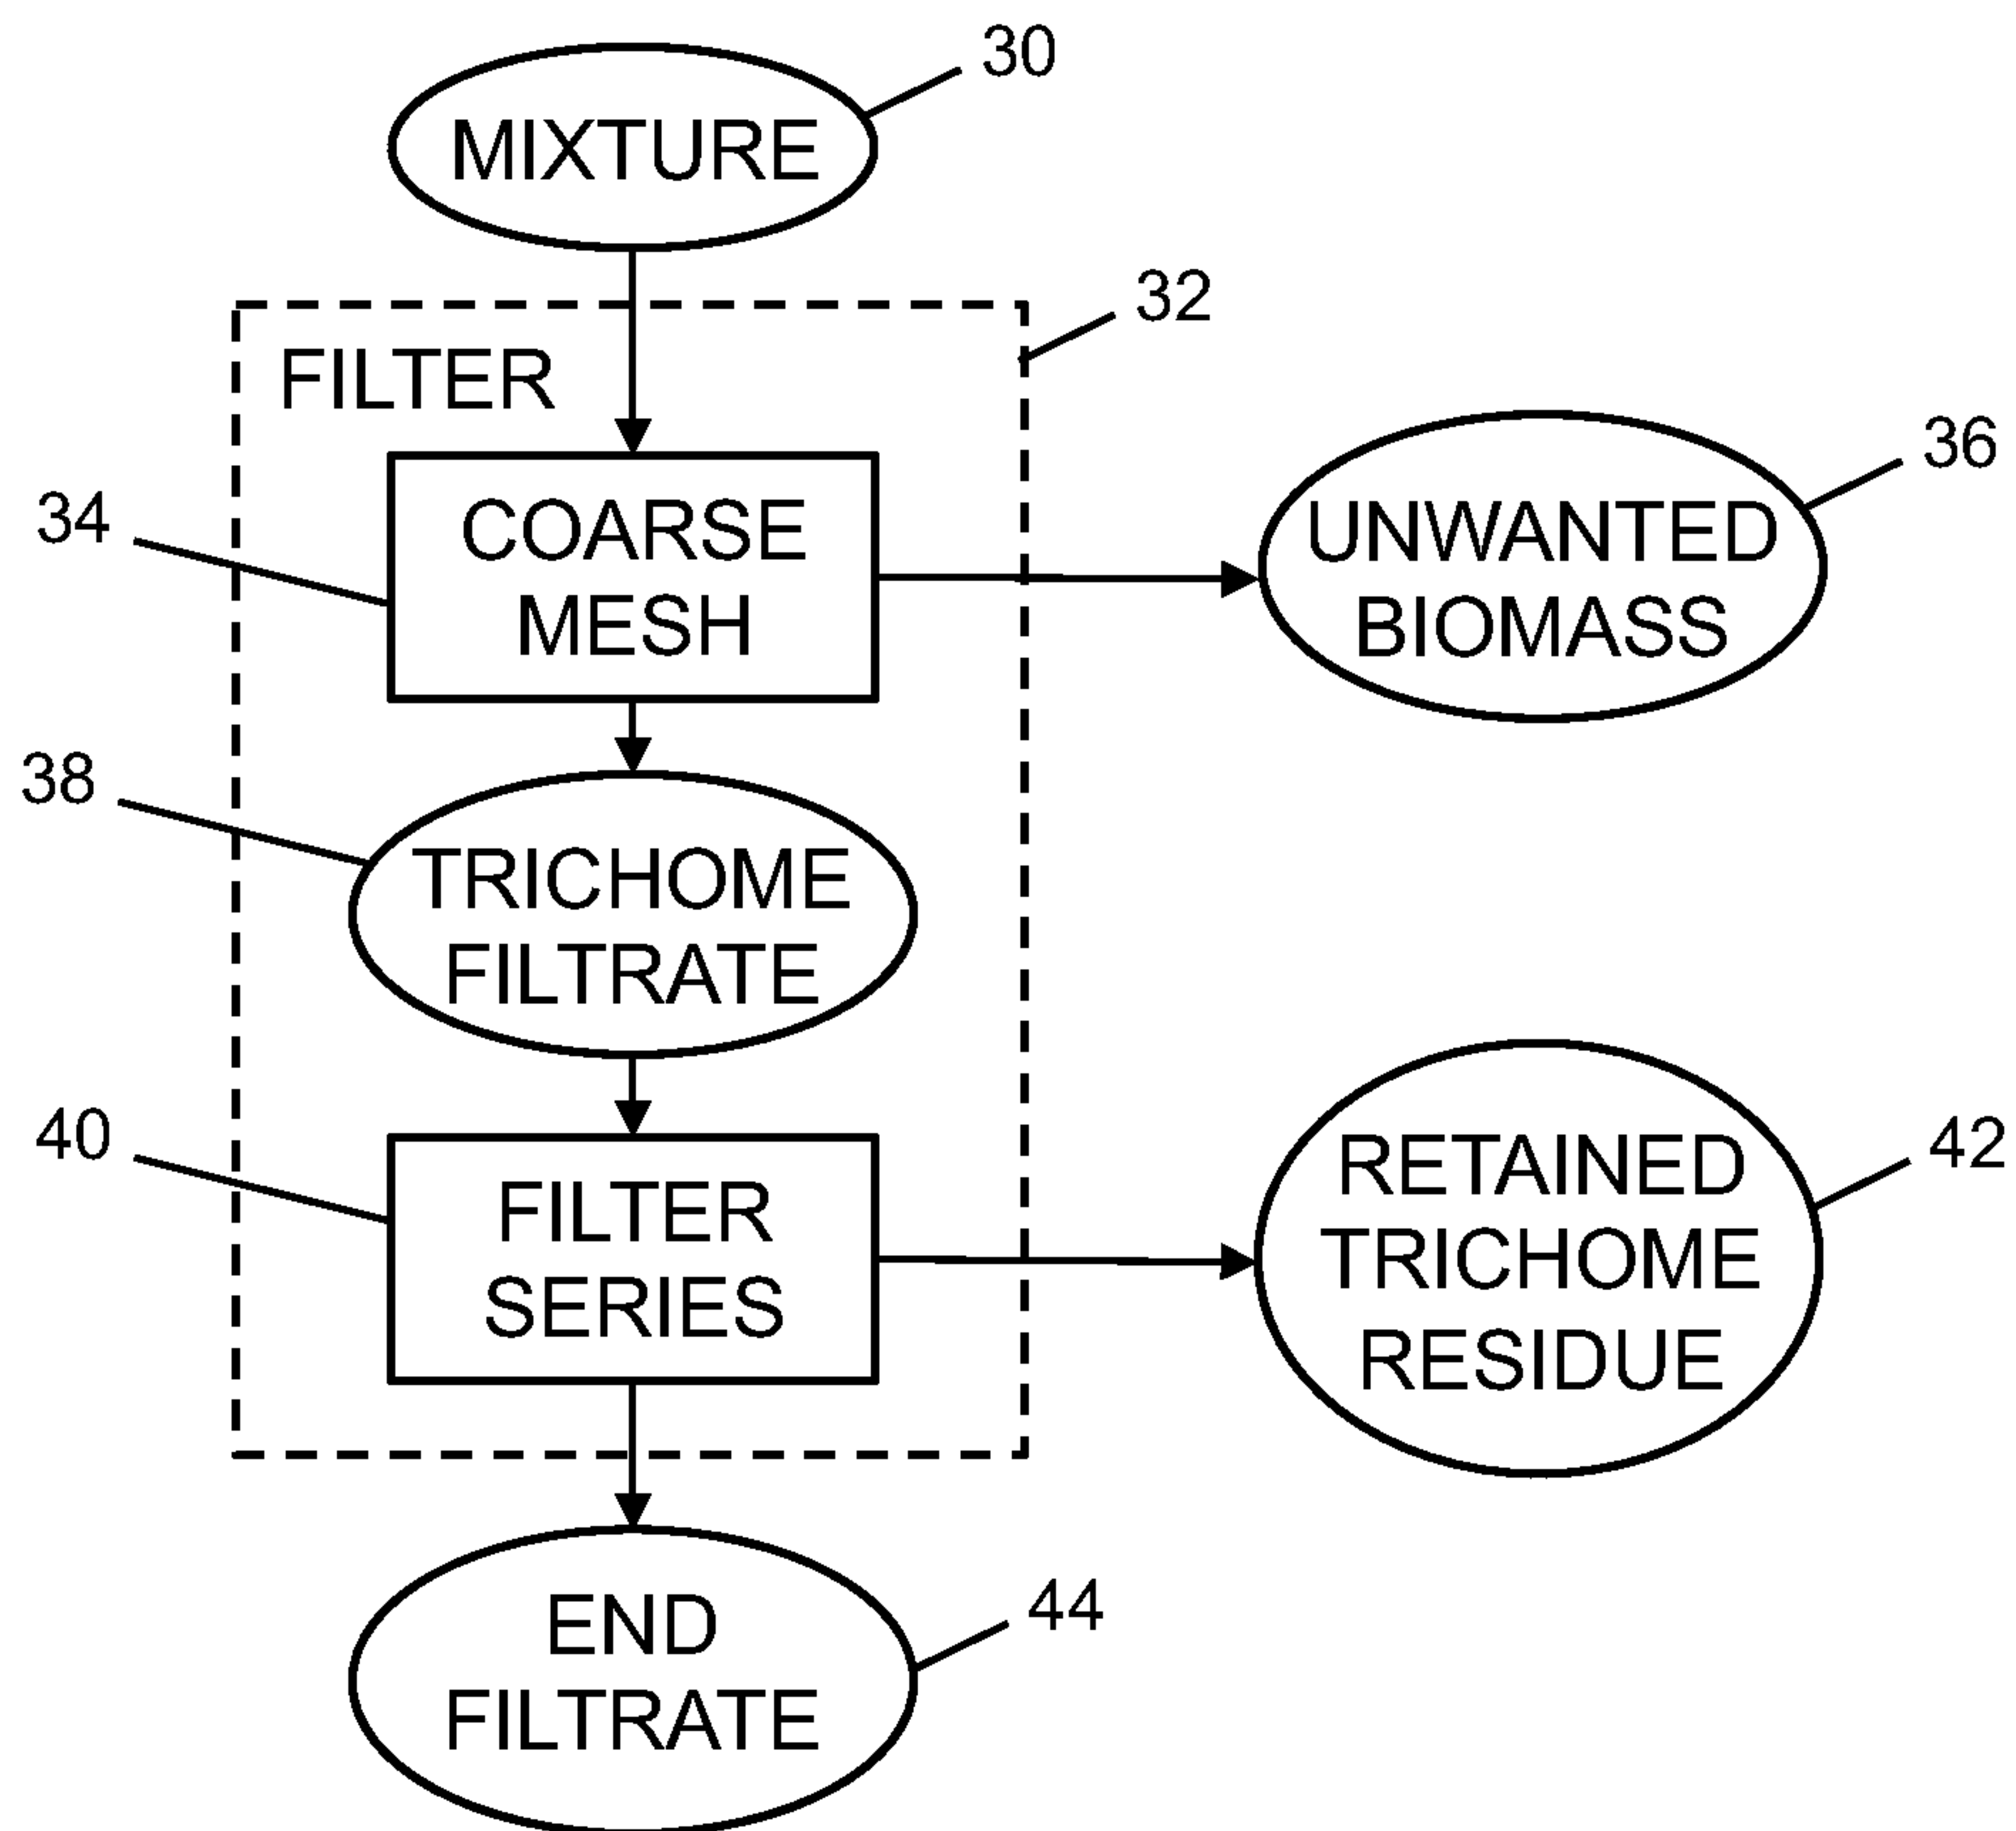 30
MIXTURE
32
FILTER
36
34
COARSE
MESH
UNWANTED
BIOMASS
38
TRICHOME
FILTRATE
40
FILTER
SERIES
42
RETAINED
TRICHOME
RESIDUE
44
END
FILTRATE